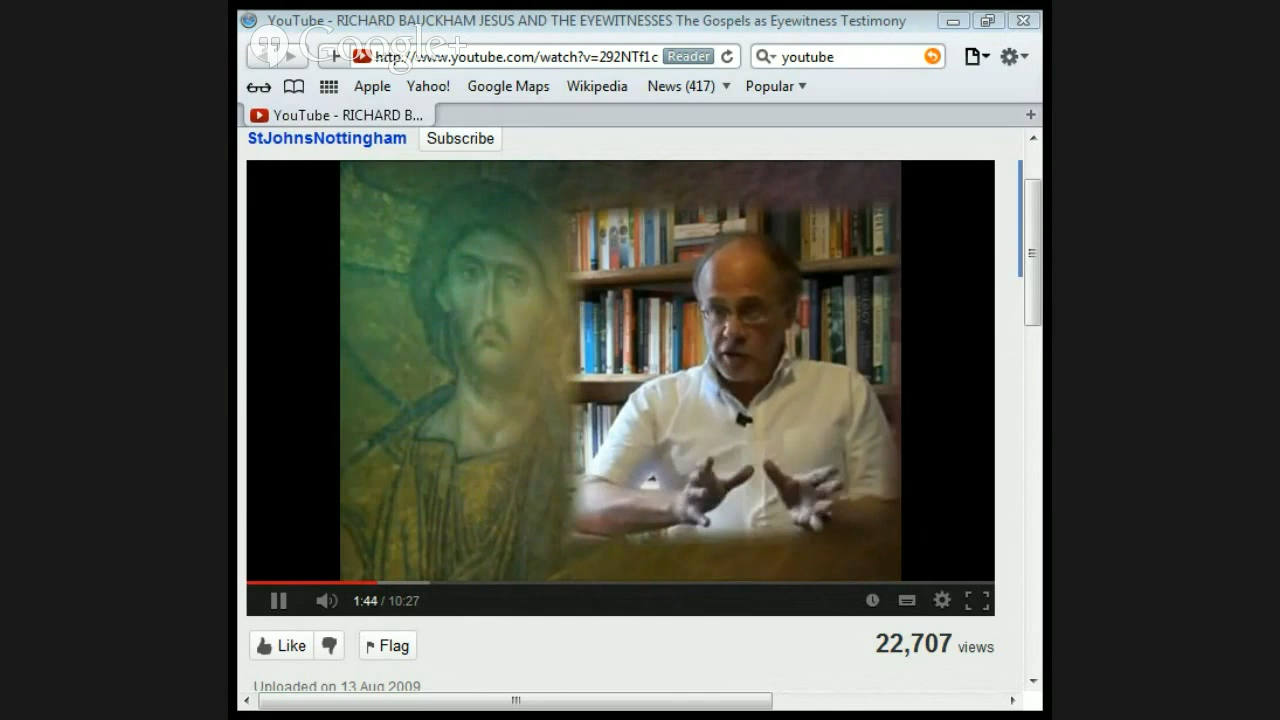 YouTube - RICHARD BAUCKHAM JESUS AND THE EYEWITNESSES The Gospels as Eyewitness Testimony
Google+
http://www.youtube.com/watch?v=292NTf1c Reader youtube
Apple Yahoo! Google Maps Wikipedia News (417) Popular
YouTube - RICHARD B...
StJohnsNottingham Subscribe
1:44 / 10:27
Like Flag 22,707 views
Uploaded on 13 Aug 2009